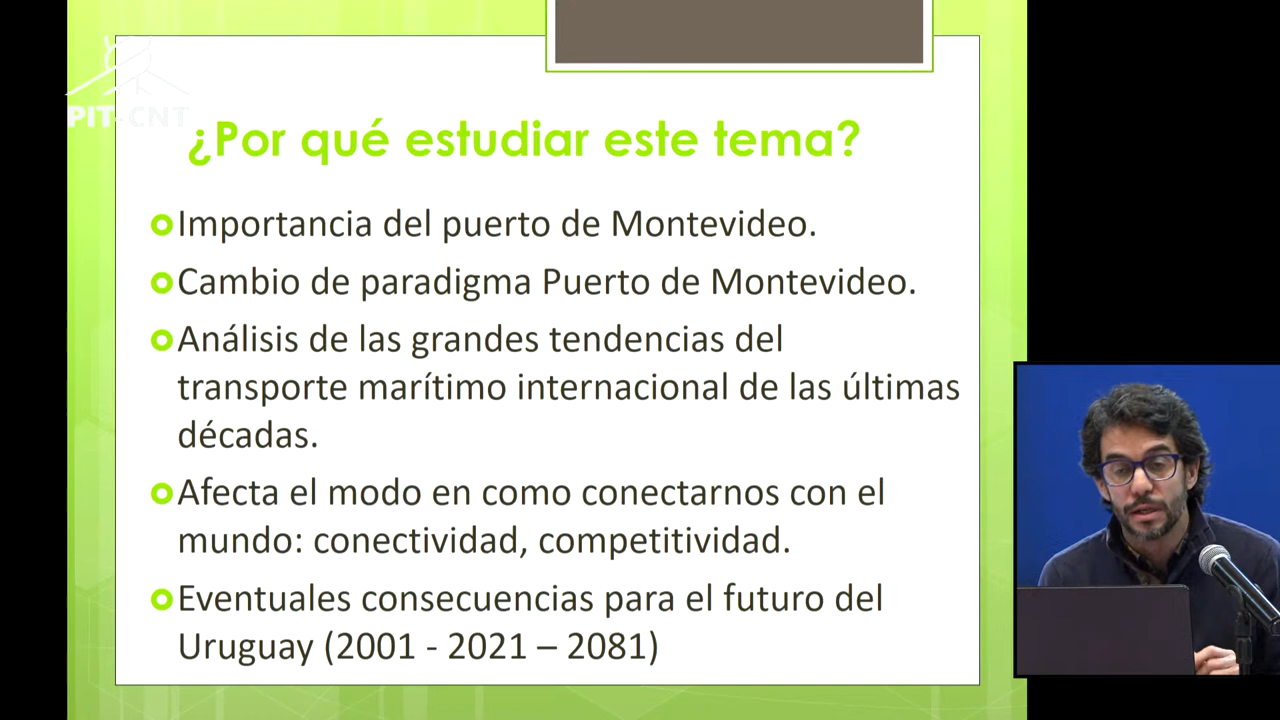 PIT-CNT
¿Por qué estudiar este tema?
Importancia del puerto de Montevideo.
Cambio de paradigma Puerto de Montevideo.
Análisis de las grandes tendencias del
transporte marítimo internacional de las últimas
décadas.
Afecta el modo en como conectarnos con el
mundo: conectividad, competitividad.
Eventuales consecuencias para el futuro del
Uruguay (2001 - 2021 – 2081)